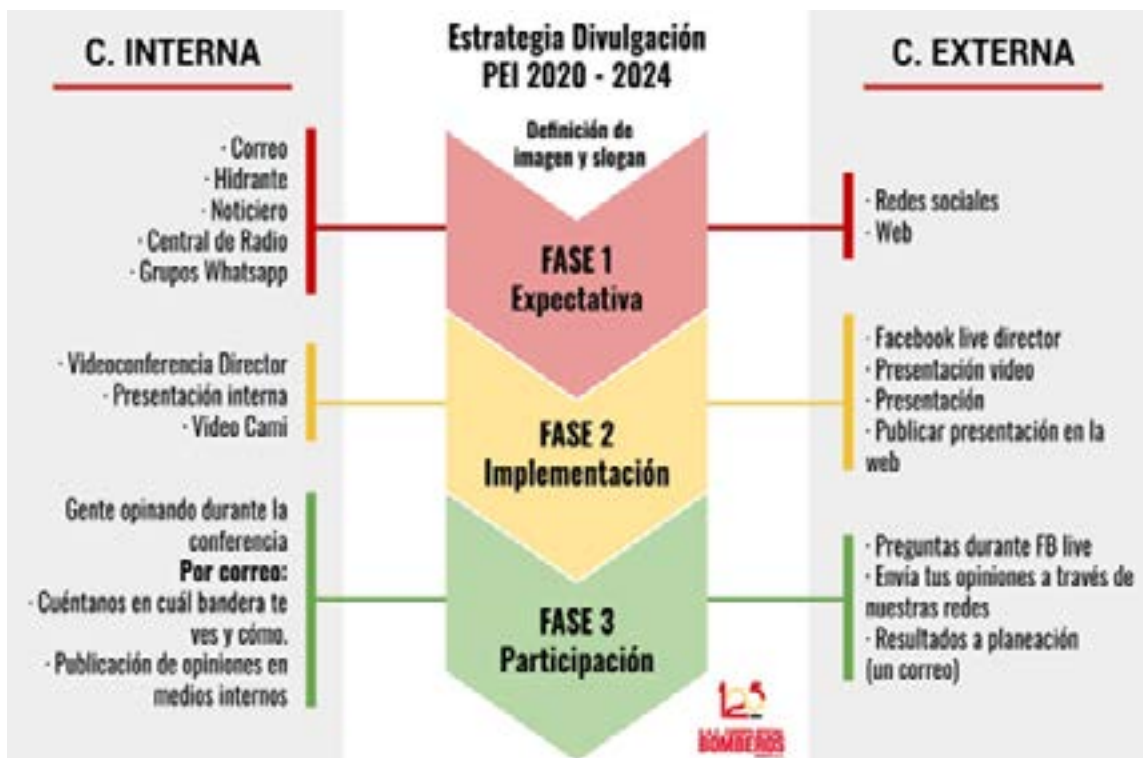 C. INTERNA
Estrategia Divulgación
PEI 2020 - 2024
C. EXTERNA
Definición de
imagen y slogan
· Correo
· Hidrante
· Noticiero
· Central de Radio
· Grupos Whatsapp
FASE 1
Expectativa
· Redes sociales
· Web
· Videoconferencia Director
· Presentación interna
· Video Cami
FASE 2
Implementación
· Facebook live director
· Presentación video
· Presentación
· Publicar presentación en la
web
Gente opinando durante la
conferencia
Por correo:
· Cuéntanos en cuál bandera te
ves y cómo.
· Publicación de opiniones en
medios internos
FASE 3
Participación
· Preguntas durante FB live
· Envía tus opiniones a través de
nuestras redes
· Resultados a planeación
(un correo)
BOMBEROS